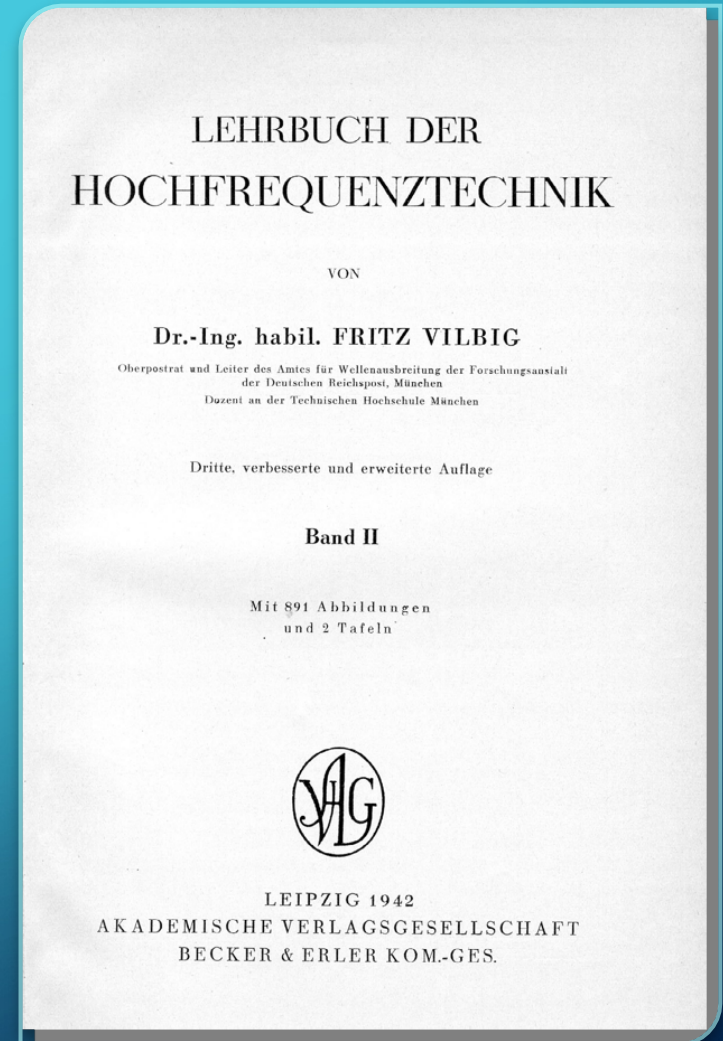 LEHRBUCH DER
HOCHFREQUENZTECHNIK
VON
Dr.-Ing. habil. FRITZ VILBIG
Oberpostrat und Leiter des Amtes für Wellenausbreitung der Forschungsanstalt
der Deutschen Reichspost, München
Dozent an der Technischen Hochschule München
Dritte, verbesserte und erweiterte Auflage
Band II
Mit 891 Abbildungen
und 2 Tafeln
VAG
LEIPZIG 1942
AKADEMISCHE VERLAGSGESELLSCHAFT
BECKER & ERLER KOM.-GES.